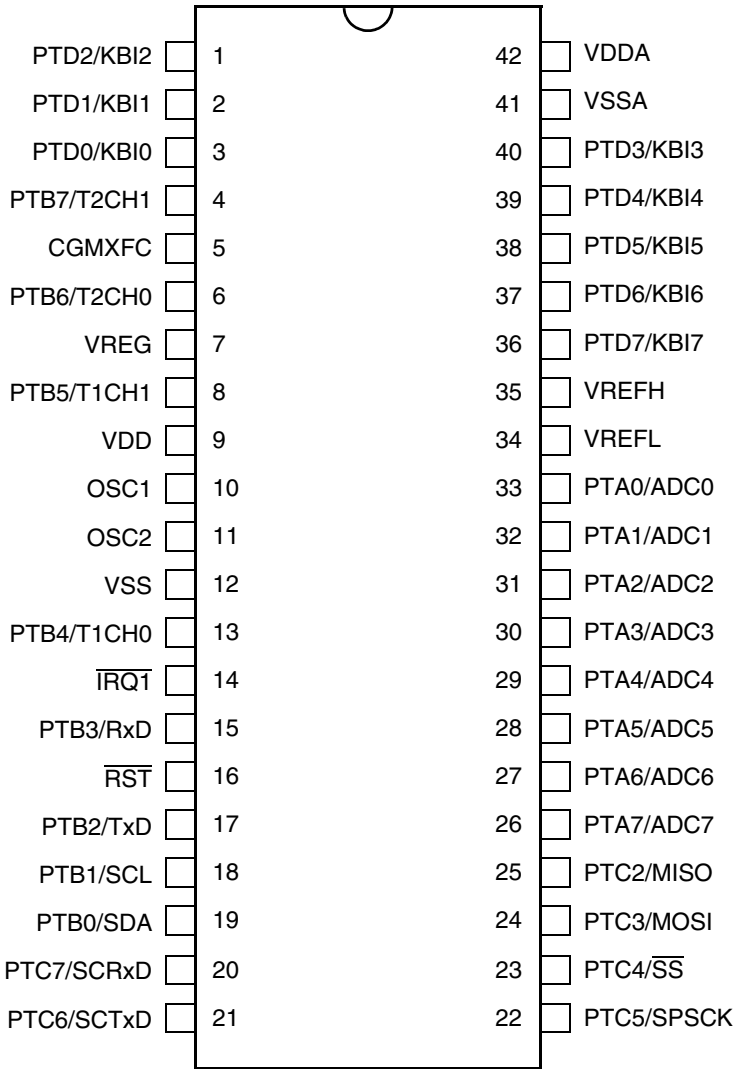 PTD2/KBI2 1 42 VDDA
PTD1/KBI1 2 41 VSSA
PTD0/KBI0 3 40 PTD3/KBI3
PTB7/T2CH1 4 39 PTD4/KBI4
CGMXFC 5 38 PTD5/KBI5
PTB6/T2CH0 6 37 PTD6/KBI6
VREG 7 36 PTD7/KBI7
PTB5/T1CH1 8 35 VREFH
VDD 9 34 VREFL
OSC1 10 33 PTA0/ADC0
OSC2 11 32 PTA1/ADC1
VSS 12 31 PTA2/ADC2
PTB4/T1CH0 13 30 PTA3/ADC3
I̅R̅Q̅1̅ 14 29 PTA4/ADC4
PTB3/RxD 15 28 PTA5/ADC5
R̅S̅T̅ 16 27 PTA6/ADC6
PTB2/TxD 17 26 PTA7/ADC7
PTB1/SCL 18 25 PTC2/MISO
PTB0/SDA 19 24 PTC3/MOSI
PTC7/SCRxD 20 23 PTC4/S̅S̅
PTC6/SCTxD 21 22 PTC5/SPSCK